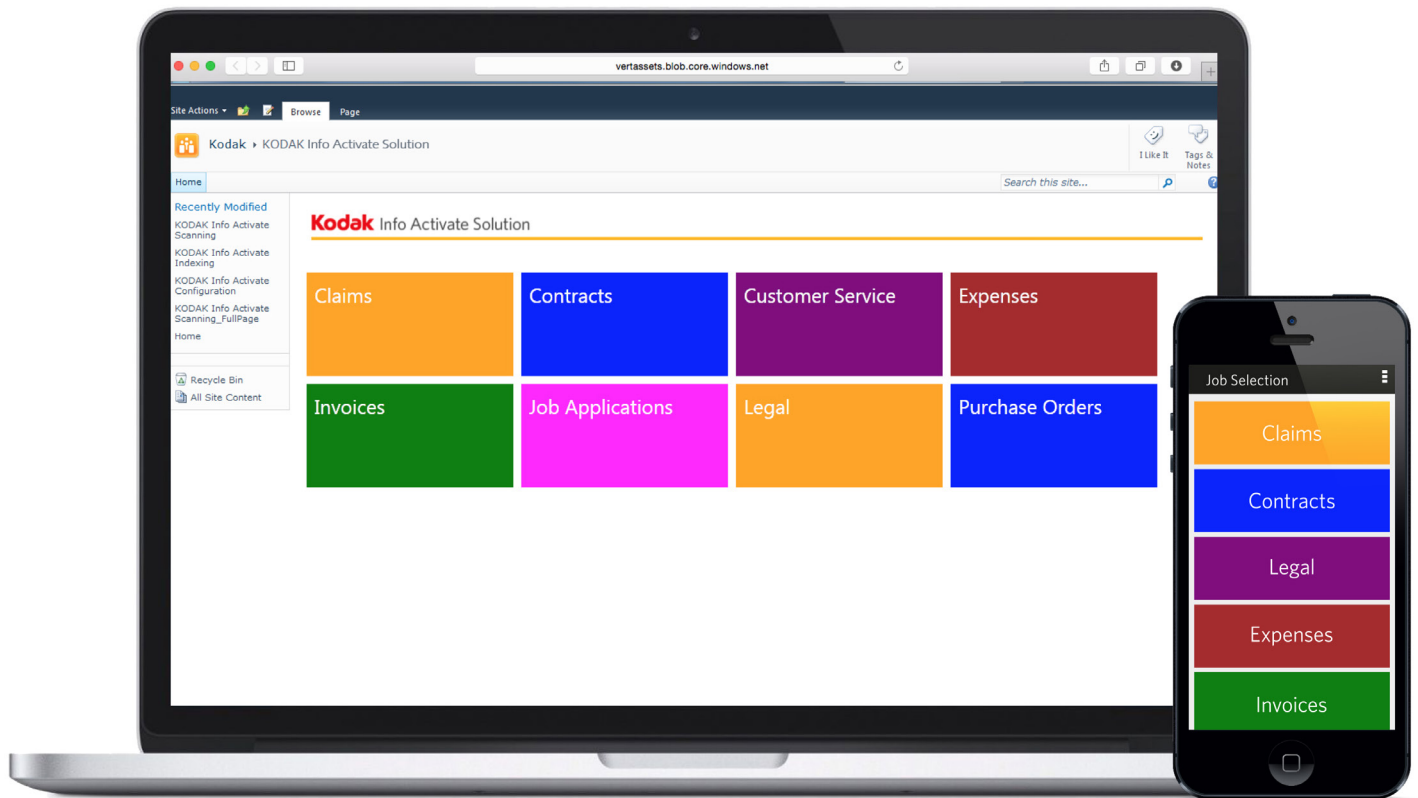 vertassets.blob.core.windows.net
Site Actions
Browse
Page
Kodak ▸ KODAK Info Activate Solution
I Like It
Tags &
Notes
Home
Search this site...
Recently Modified
KODAK Info Activate
Scanning
KODAK Info Activate
Indexing
KODAK Info Activate
Configuration
KODAK Info Activate
Scanning_FullPage
Home
Recycle Bin
All Site Content
Kodak Info Activate Solution
Claims
Contracts
Customer Service
Expenses
Invoices
Job Applications
Legal
Purchase Orders
Job Selection
Claims
Contracts
Legal
Expenses
Invoices